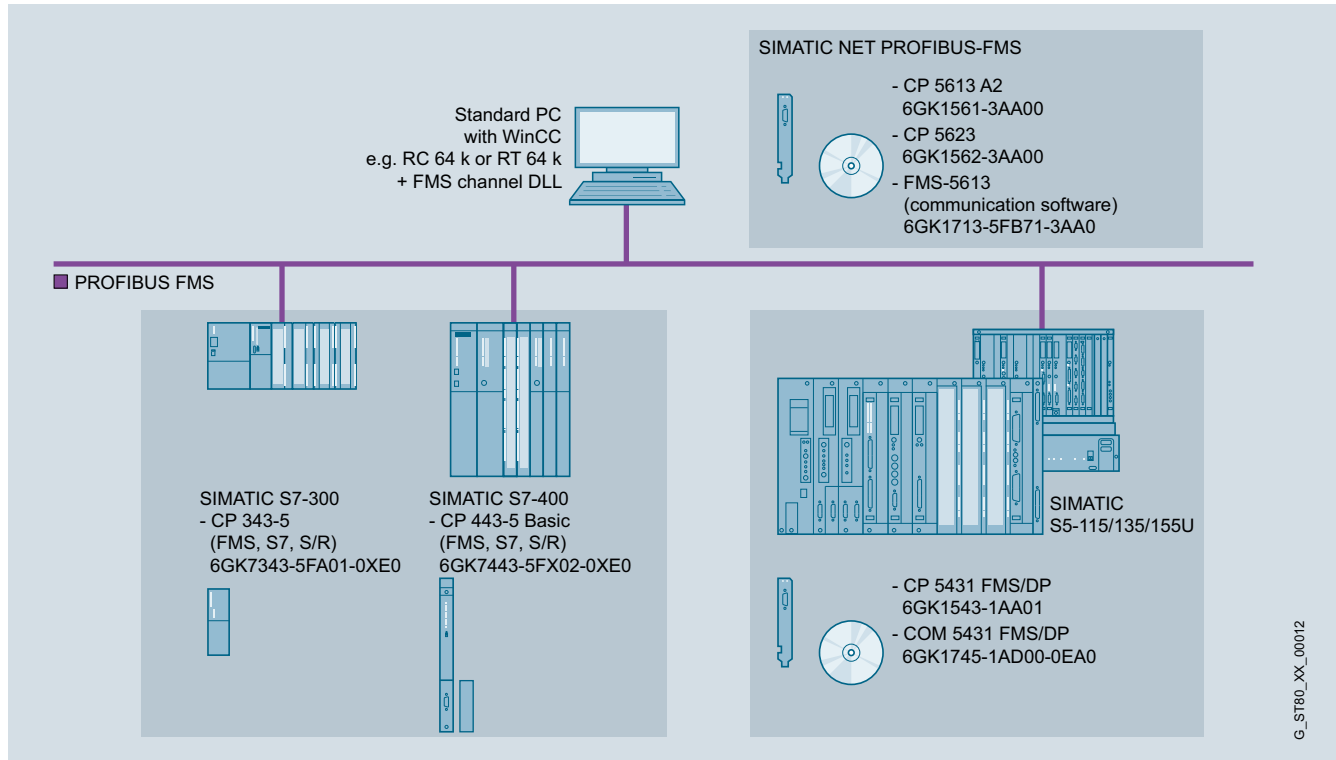 SIMATIC NET PROFIBUS-FMS
- CP 5613 A2
6GK1561-3AA00
- CP 5623
6GK1562-3AA00
- FMS-5613
(communication software)
6GK1713-5FB71-3AA0
Standard PC
with WinCC
e.g. RC 64 k or RT 64 k
+ FMS channel DLL
PROFIBUS FMS
SIMATIC S7-300
- CP 343-5
(FMS, S7, S/R)
6GK7343-5FA01-0XE0
SIMATIC S7-400
- CP 443-5 Basic
(FMS, S7, S/R)
6GK7443-5FX02-0XE0
SIMATIC
S5-115/135/155U
- CP 5431 FMS/DP
6GK1543-1AA01
- COM 5431 FMS/DP
6GK1745-1AD00-0EA0
G_ST80_XX_00012